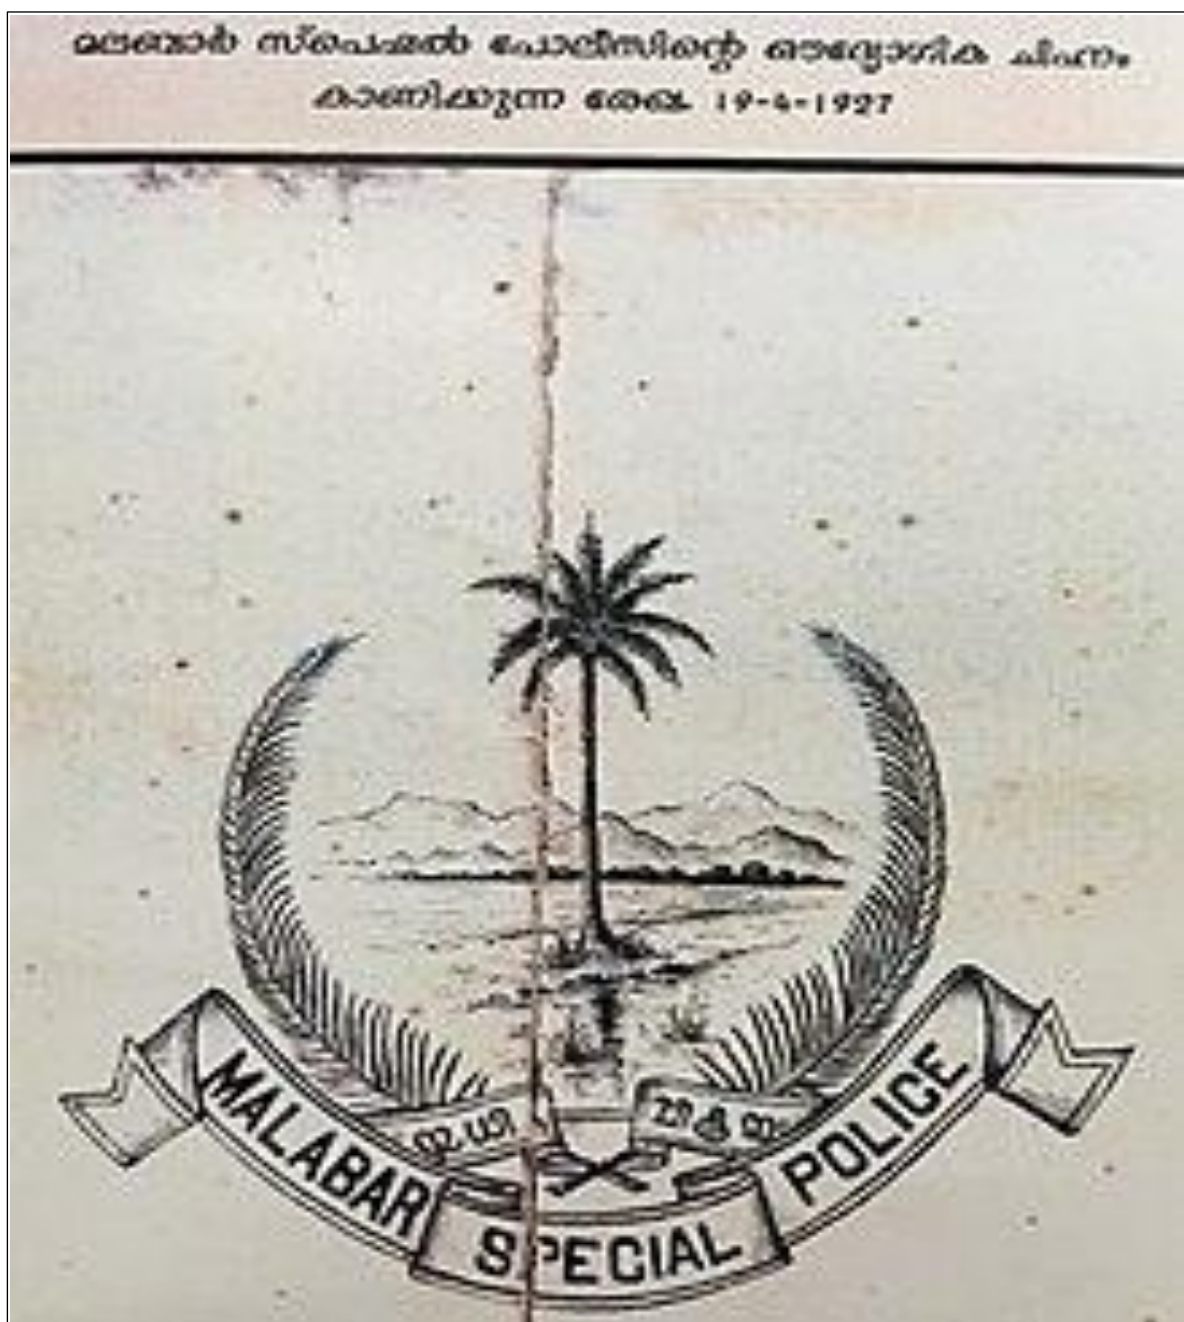 മലബാർ സ്പെഷൽ പോലീസിന്റെ ഔദ്യോഗിക ചിഹ്നം
കാണിക്കുന്ന രേഖ 19-4-1927
MALABAR SPECIAL POLICE